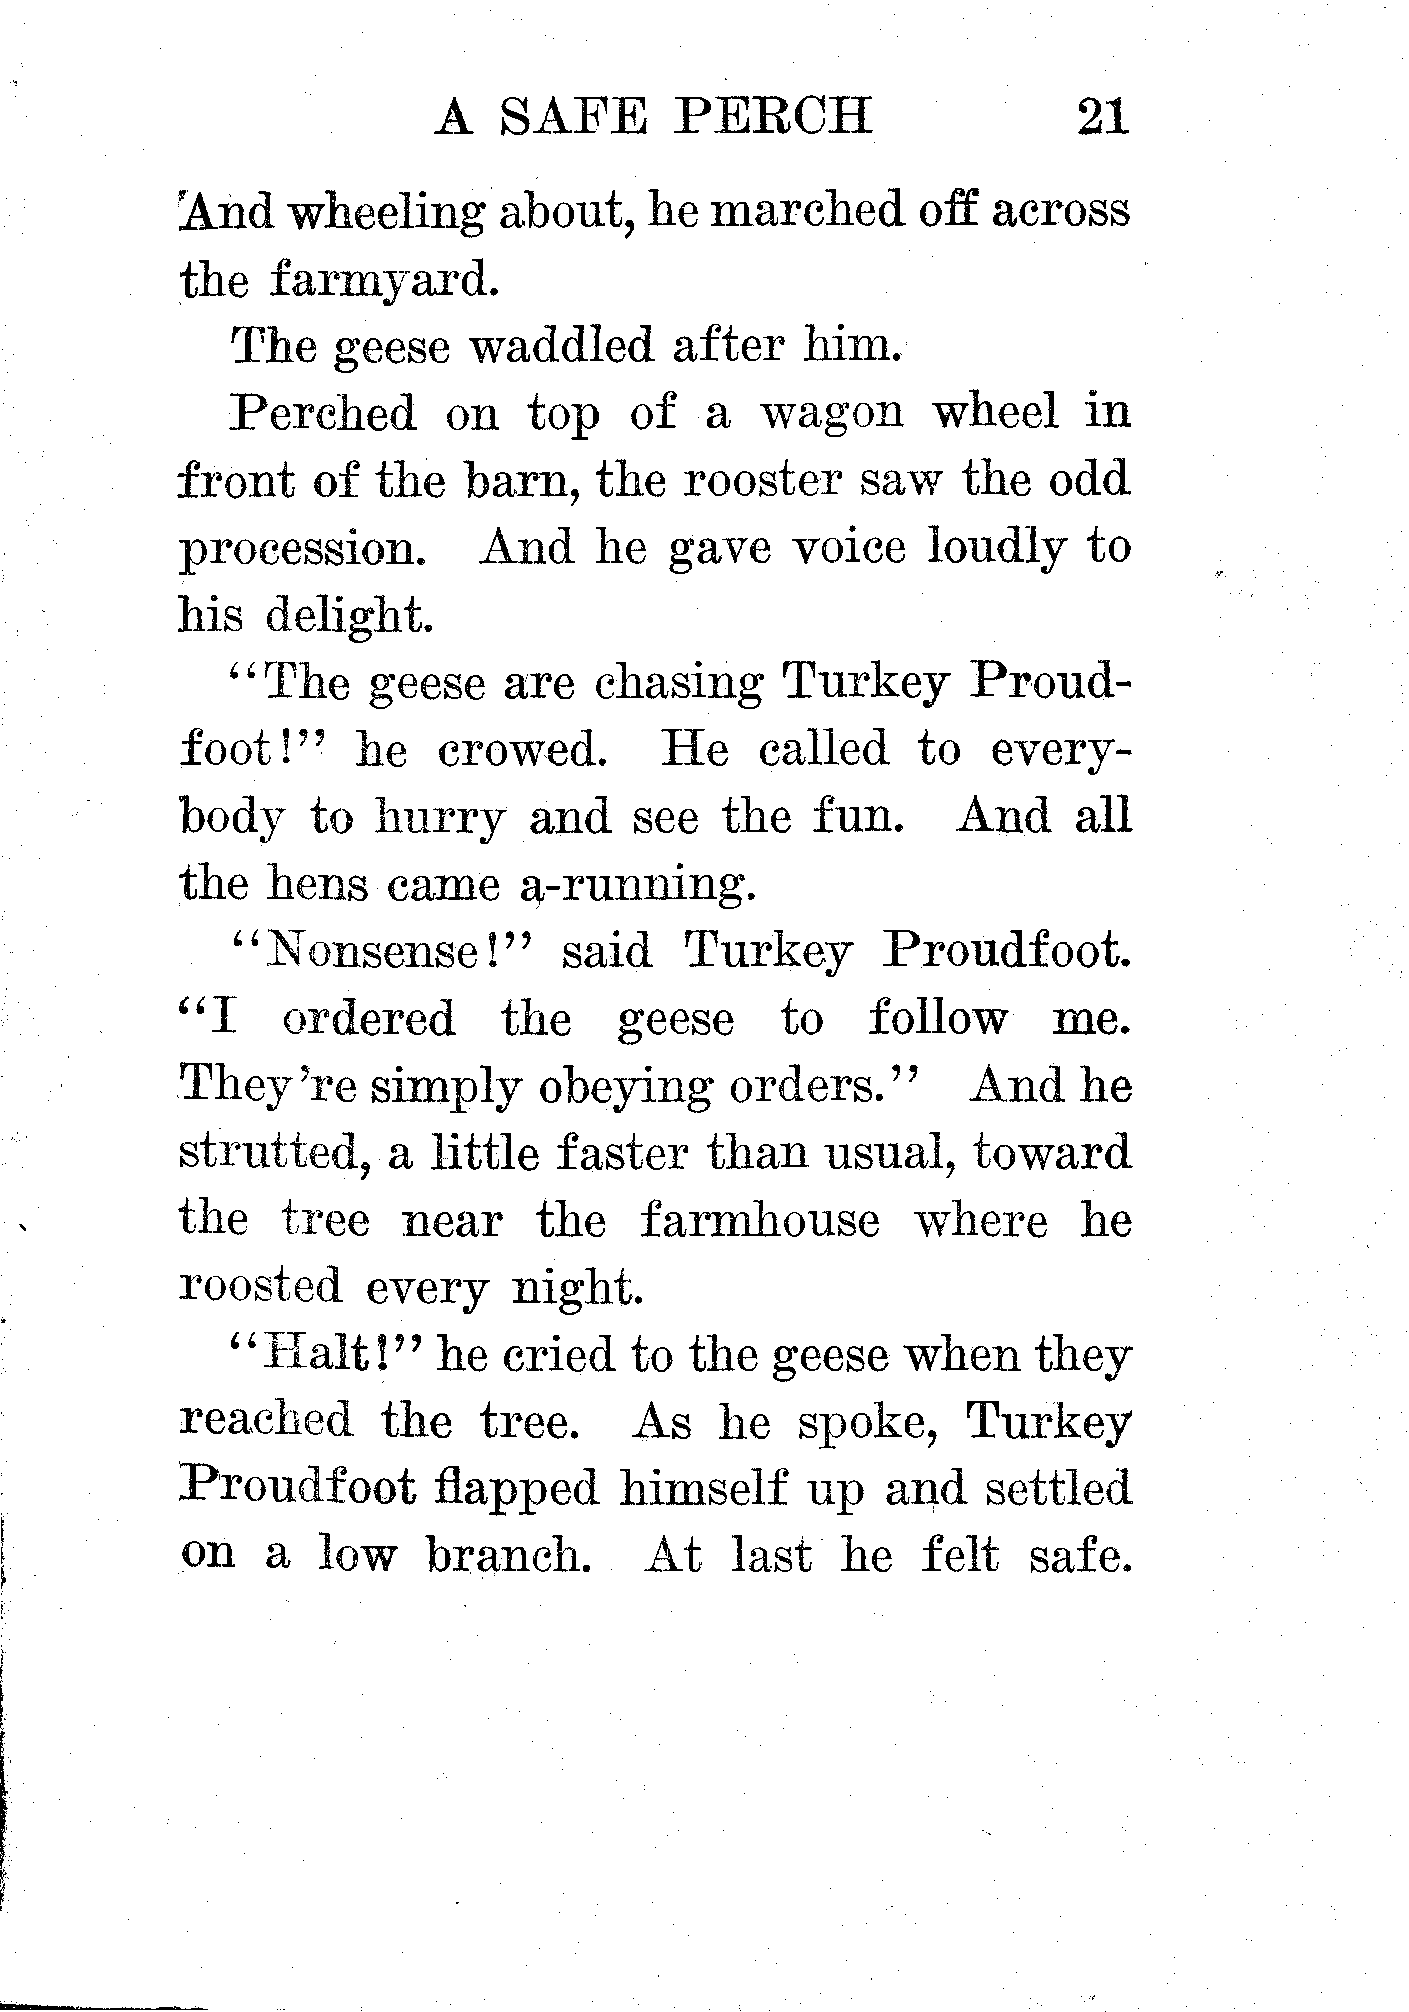 A SAFE PERCH 21
And wheeling about, he marched off across
the farmyard.
The geese waddled after him.
Perched on top of a wagon wheel in
front of the barn, the rooster saw the odd
procession. And he gave voice loudly to
his delight.
"The geese are chasing Turkey Proud-
foot!" he crowed. He called to every-
body to hurry and see the fun. And all
the hens came a-running.
"Nonsense!" said Turkey Proudfoot.
"I ordered the geese to follow me.
They're simply obeying orders." And he
strutted, a little faster than usual, toward
the tree near the farmhouse where he
roosted every night.
"Halt!" he cried to the geese when they
reached the tree. As he spoke, Turkey
Proudfoot flapped himself up and settled
on a low branch. At last he felt safe.